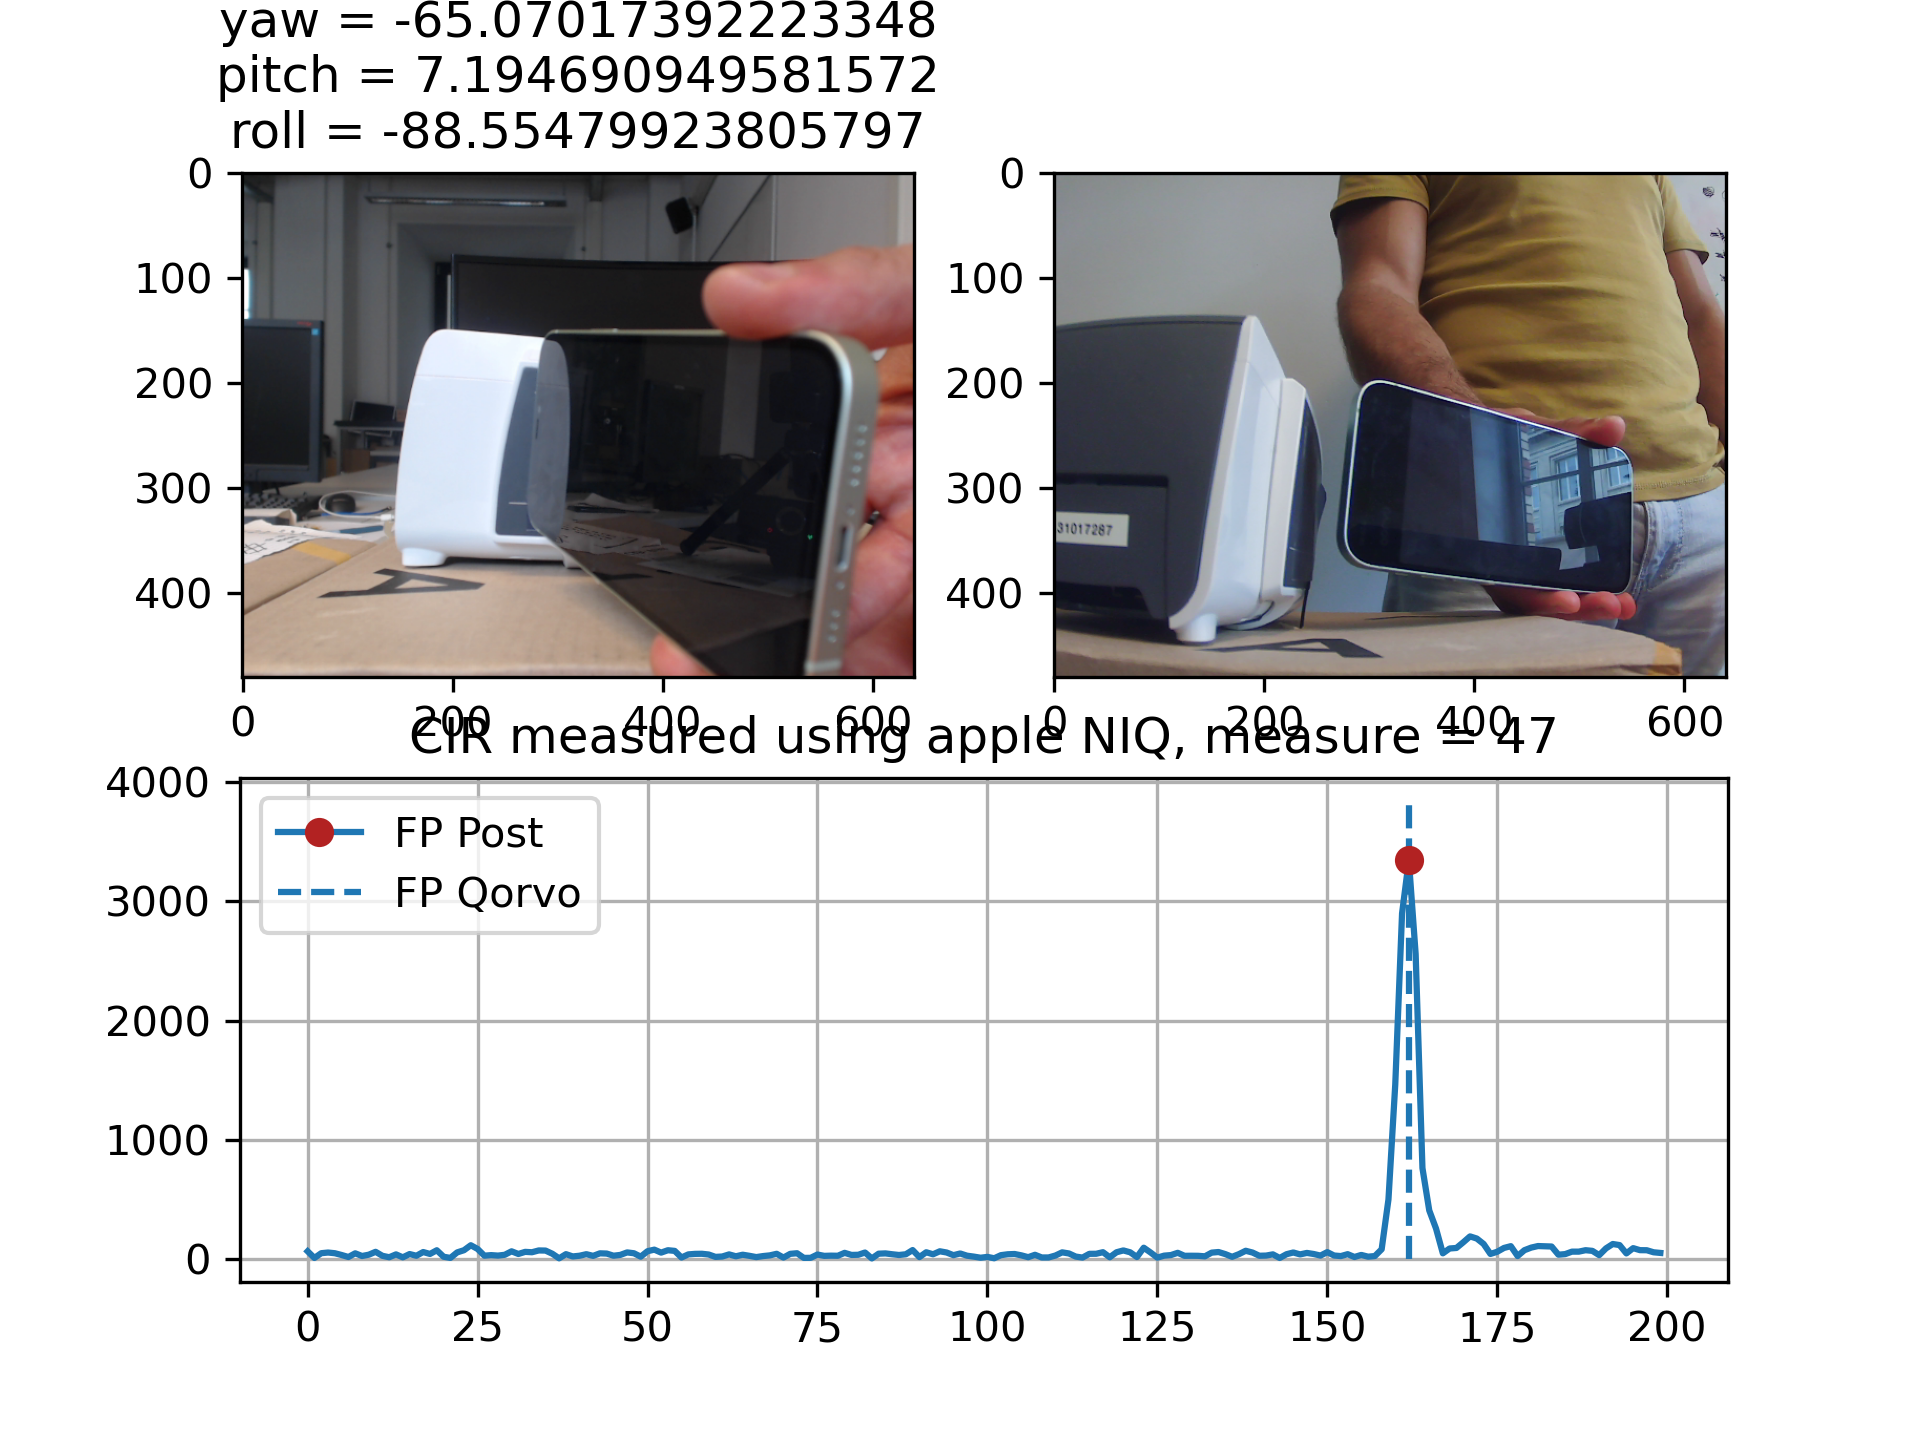 yaw = -65.07017392223348
pitch = 7.194690949581572
roll = -88.55479923805797
0
100
200
300
400
0 200 400 600
0
100
200
300
400
31017287
A
A
0 200 400 600
CIR measured using apple NIQ, measure = 47
4000
3000
2000
1000
0
FP Post
FP Qorvo
0 25 50 75 100 125 150 175 200